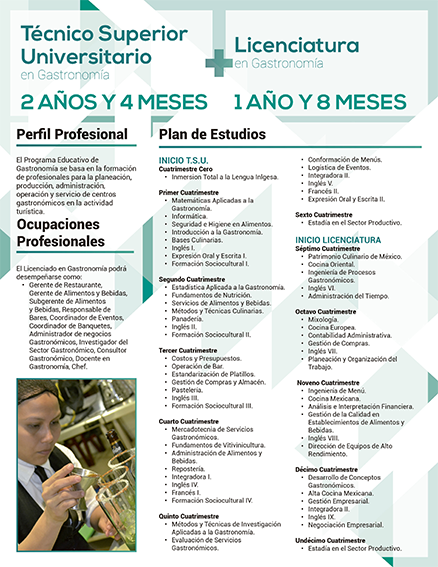 Técnico Superior
Universitario
en Gastronomía
2 AÑOS Y 4 MESES
+
Licenciatura
en Gastronomía
1 AÑO Y 8 MESES
Perfil Profesional
El Programa Educativo de
Gastronomía se basa en la formación
de profesionales para la planeación,
producción, administración,
operación y servicio de centros
gastronómicos en la actividad
turística.
Ocupaciones
Profesionales
El Licenciado en Gastronomía podrá
desempeñarse como:
• Gerente de Restaurante,
Gerente de Alimentos y Bebidas,
Subgerente de Alimentos
y Bebidas, Responsable de
Bares, Coordinador de Eventos,
Coordinador de Banquetes,
Administrador de negocios
Gastronómicos, Investigador del
Sector Gastronómico, Consultor
Gastronómico, Docente en
Gastronomía, Chef.
Plan de Estudios
INICIO T.S.U.
Cuatrimestre Cero
• Inmersion Total a la Lengua Inlgesa.
Primer Cuatrimestre
• Matemáticas Aplicadas a la
Gastronomía.
• Informática.
• Seguridad e Higiene en Alimentos.
• Introducción a la Gastronomía.
• Bases Culinarias.
• Inglés I.
• Expresión Oral y Escrita I.
• Formación Sociocultural I.
Segundo Cuatrimestre
• Estadística Aplicada a la Gastronomía.
• Fundamentos de Nutrición.
• Servicios de Alimentos y Bebidas.
• Métodos y Técnicas Culinarias.
• Panadería.
• Inglés II.
• Formación Sociocultural II.
Tercer Cuatrimestre
• Costos y Presupuestos.
• Operación de Bar.
• Estandarización de Platillos.
• Gestión de Compras y Almacén.
• Pastelería.
• Inglés III.
• Formación Sociocultural III.
Cuarto Cuatrimestre
• Mercadotecnia de Servicios
Gastronómicos.
• Fundamentos de Vitivinicultura.
• Administración de Alimentos y
Bebidas.
• Repostería.
• Integradora I.
• Inglés IV.
• Francés I.
• Formación Sociocultural IV.
Quinto Cuatrimestre
• Métodos y Técnicas de Investigación
Aplicadas a la Gastronomía.
• Evaluación de Servicios
Gastronómicos.
• Conformación de Menús.
• Logística de Eventos.
• Integradora II.
• Inglés V.
• Francés II.
• Expresión Oral y Escrita II.
Sexto Cuatrimestre
• Estadía en el Sector Productivo.
INICIO LICENCIATURA
Séptimo Cuatrimestre
• Patrimonio Culinario de México.
• Cocina Oriental.
• Ingeniería de Procesos
Gastronómicos.
• Inglés VI.
• Administración del Tiempo.
Octavo Cuatrimestre
• Mixología.
• Cocina Europea.
• Contabilidad Administrativa.
• Gestión de Compras.
• Inglés VII.
• Planeación y Organización del
Trabajo.
Noveno Cuatrimestre
• Ingeniería de Menú.
• Cocina Mexicana.
• Análisis e Interpretación Financiera.
• Gestión de la Calidad en
Establecimientos de Alimentos y
Bebidas.
• Inglés VIII.
• Dirección de Equipos de Alto
Rendimiento.
Décimo Cuatrimestre
• Desarrollo de Conceptos
Gastronómicos.
• Alta Cocina Mexicana.
• Gestión Empresarial.
• Integradora II.
• Inglés IX.
• Negociación Empresarial.
Undécimo Cuatrimestre
• Estadía en el Sector Productivo.